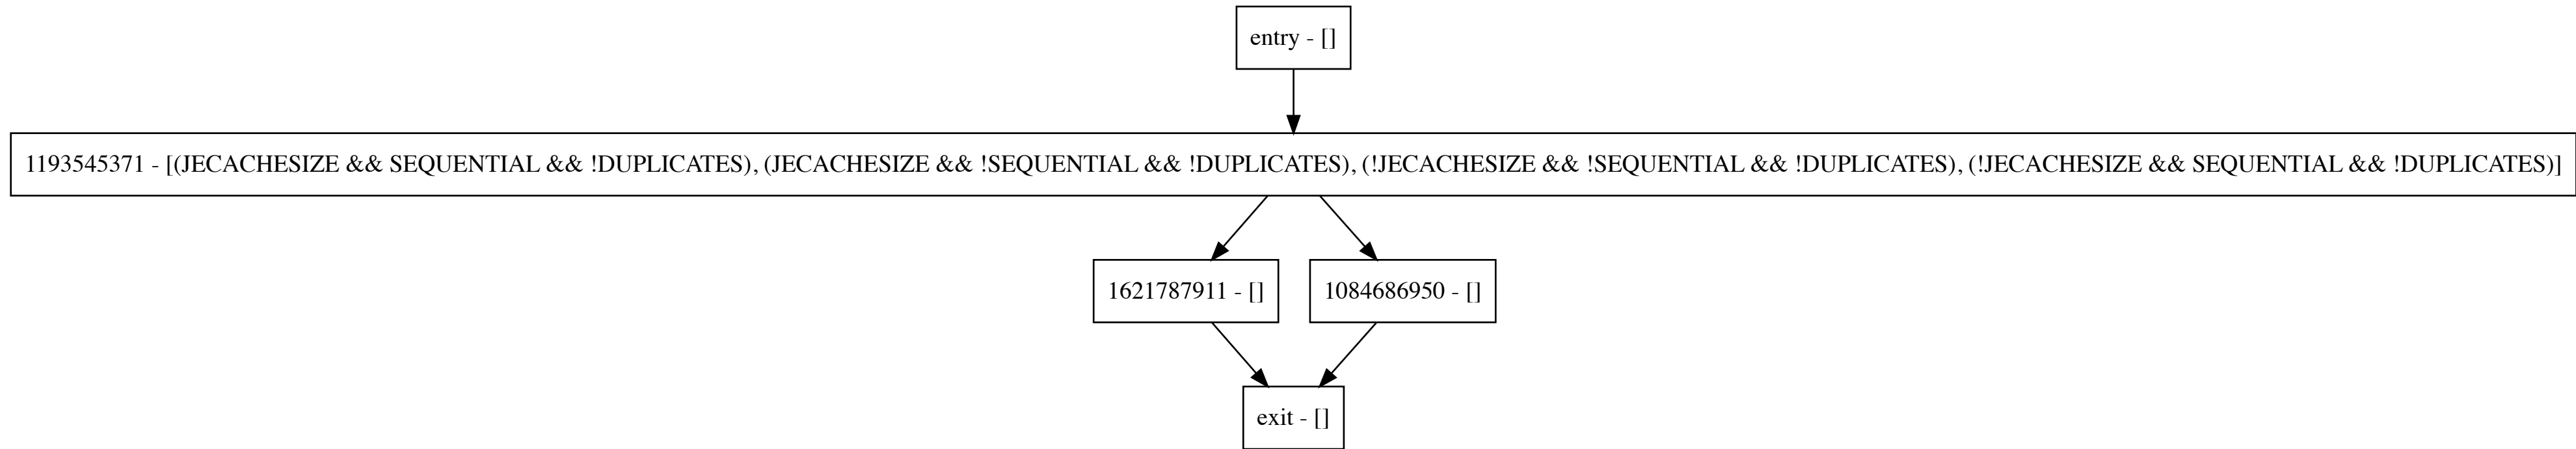 entry - []
1193545371 - [(JECACHESIZE && SEQUENTIAL && !DUPLICATES), (JECACHESIZE && !SEQUENTIAL && !DUPLICATES), (!JECACHESIZE && !SEQUENTIAL && !DUPLICATES), (!JECACHESIZE && SEQUENTIAL && !DUPLICATES)]
1621787911 - []
1084686950 - []
exit - []